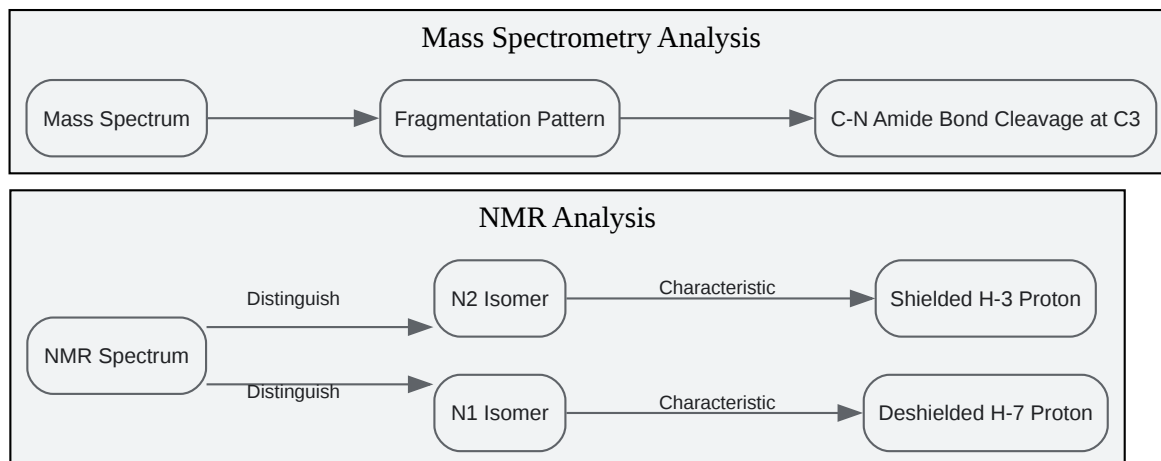 Mass Spectrometry Analysis
Mass Spectrum
Fragmentation Pattern
C-N Amide Bond Cleavage at C3
NMR Analysis
NMR Spectrum
Distinguish
N2 Isomer
Characteristic
Shielded H-3 Proton
Distinguish
N1 Isomer
Characteristic
Deshielded H-7 Proton